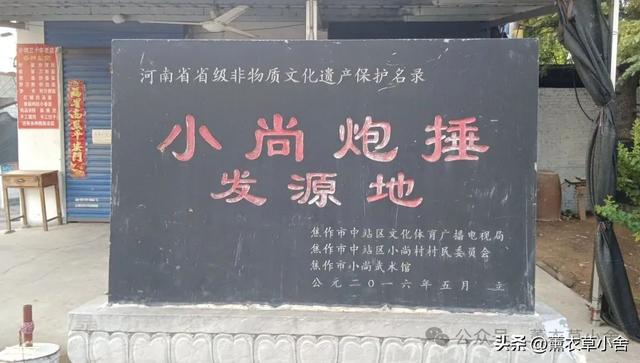 河南省省级非物质文化遗产保护名录
小尚炮捶
发源地
焦作市中站区文化体育广播电视局
焦作市中站区小尚村村民委员会
焦作市小尚武术馆
公元二〇一六年五月 立
头条 @薰衣草小舍